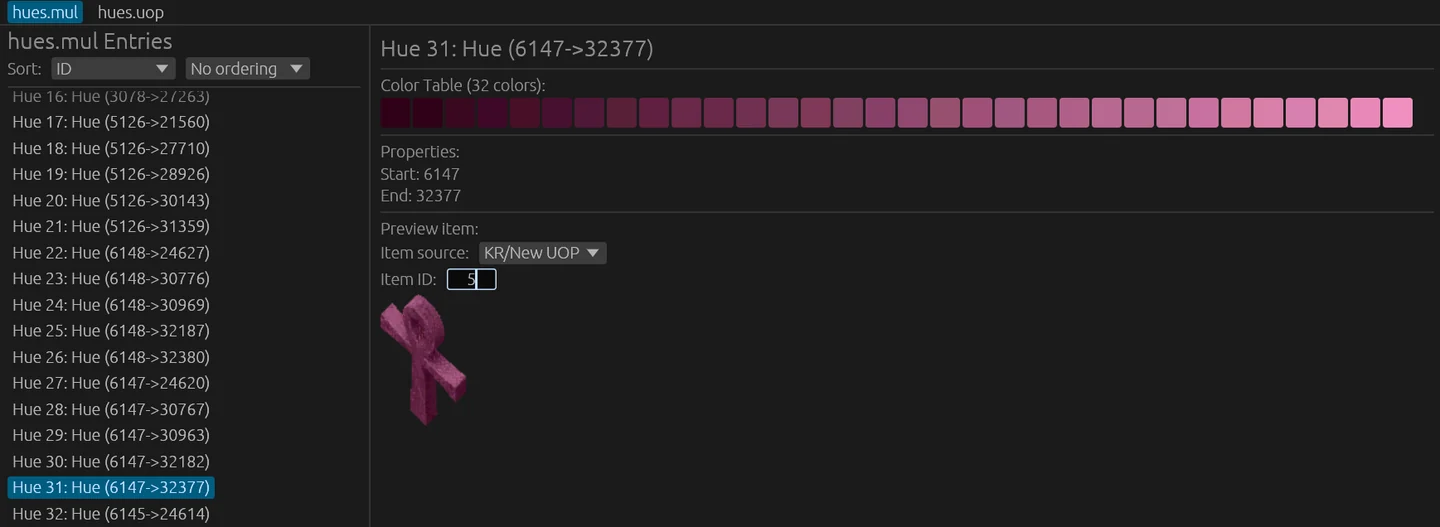 hues.mul hues.uop
hues.mul Entries
Sort: ID No ordering
Hue 16: Hue (3078->27263)
Hue 17: Hue (5126->21560)
Hue 18: Hue (5126->27710)
Hue 19: Hue (5126->28926)
Hue 20: Hue (5126->30143)
Hue 21: Hue (5126->31359)
Hue 22: Hue (6148->24627)
Hue 23: Hue (6148->30776)
Hue 24: Hue (6148->30969)
Hue 25: Hue (6148->32187)
Hue 26: Hue (6148->32380)
Hue 27: Hue (6147->24620)
Hue 28: Hue (6147->30767)
Hue 29: Hue (6147->30963)
Hue 30: Hue (6147->32182)
Hue 31: Hue (6147->32377)
Hue 32: Hue (6145->24614)
Hue 31: Hue (6147->32377)
Color Table (32 colors):
Properties:
Start: 6147
End: 32377
Preview item:
Item source: KR/New UOP
Item ID: 5